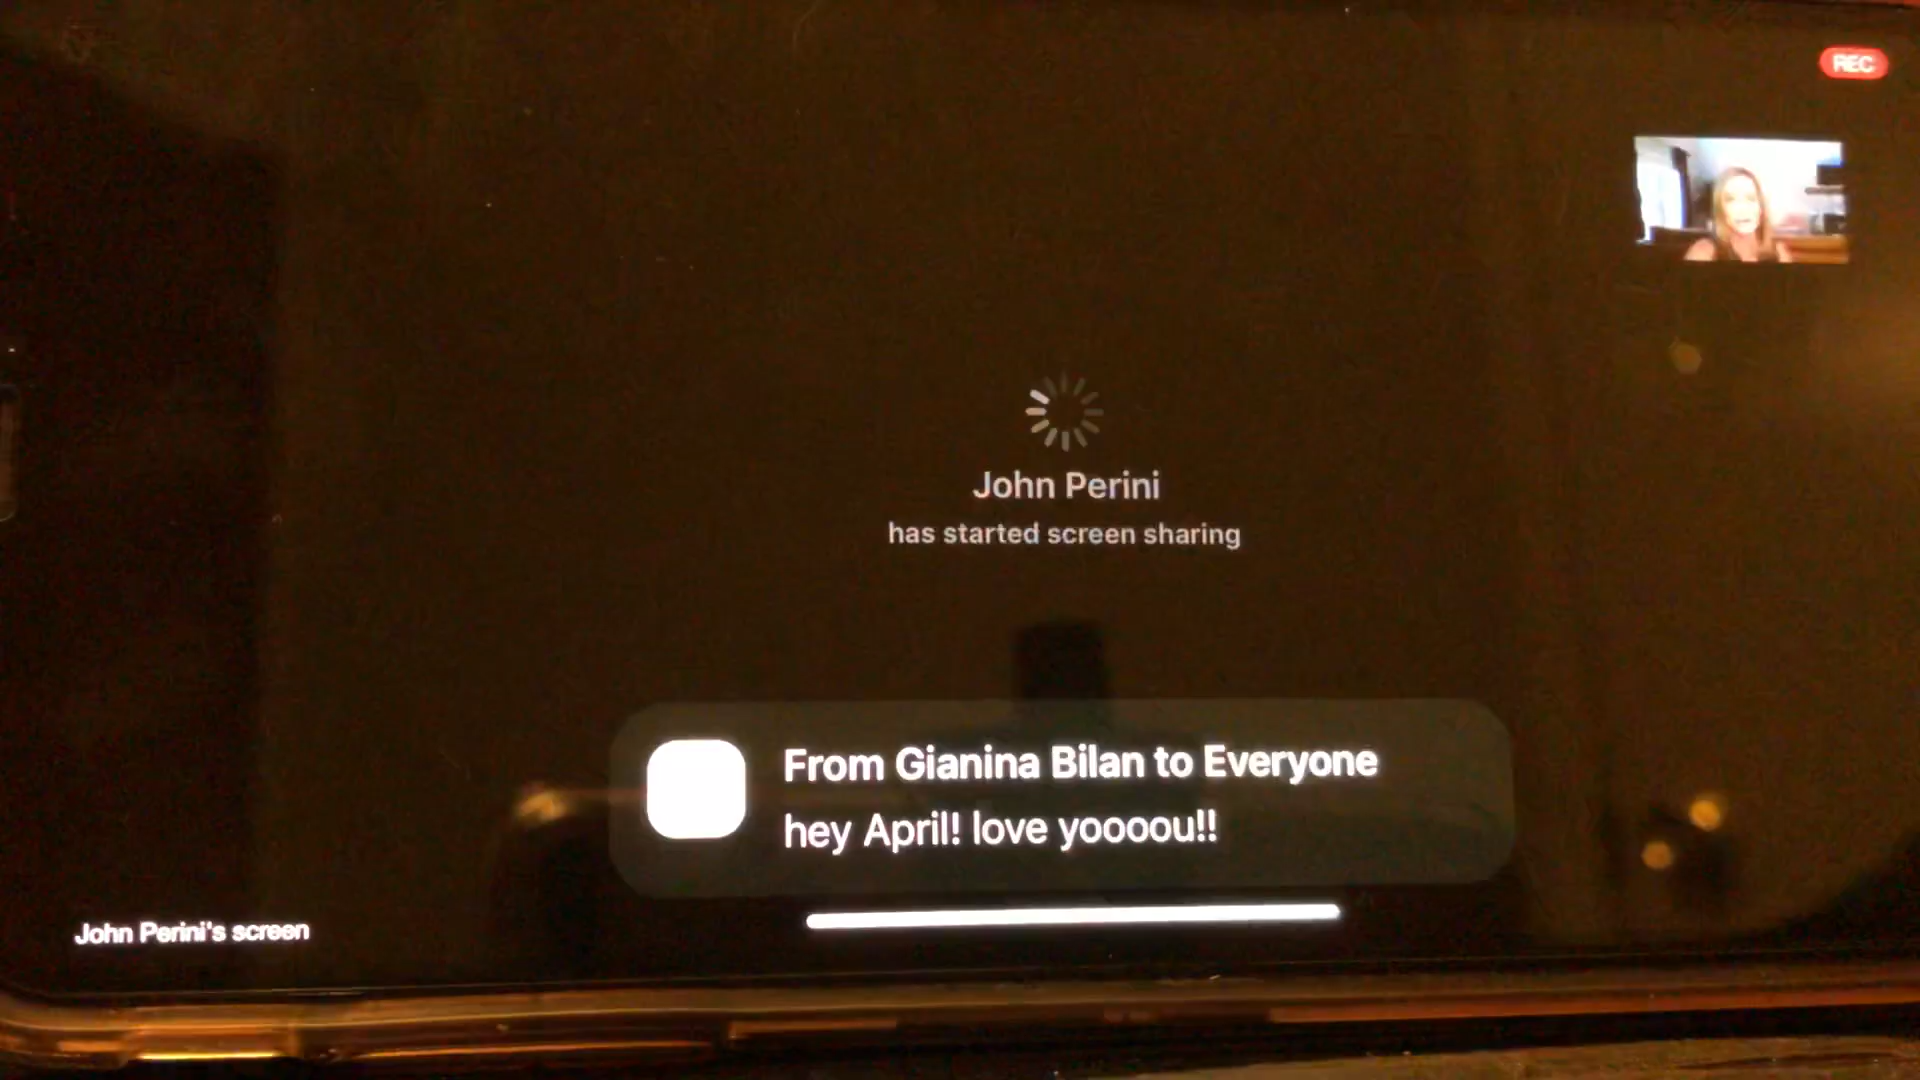 REC
John Perini
has started screen sharing
From Gianina Bilan to Everyone
hey April! love yoooou!!
John Perini's screen